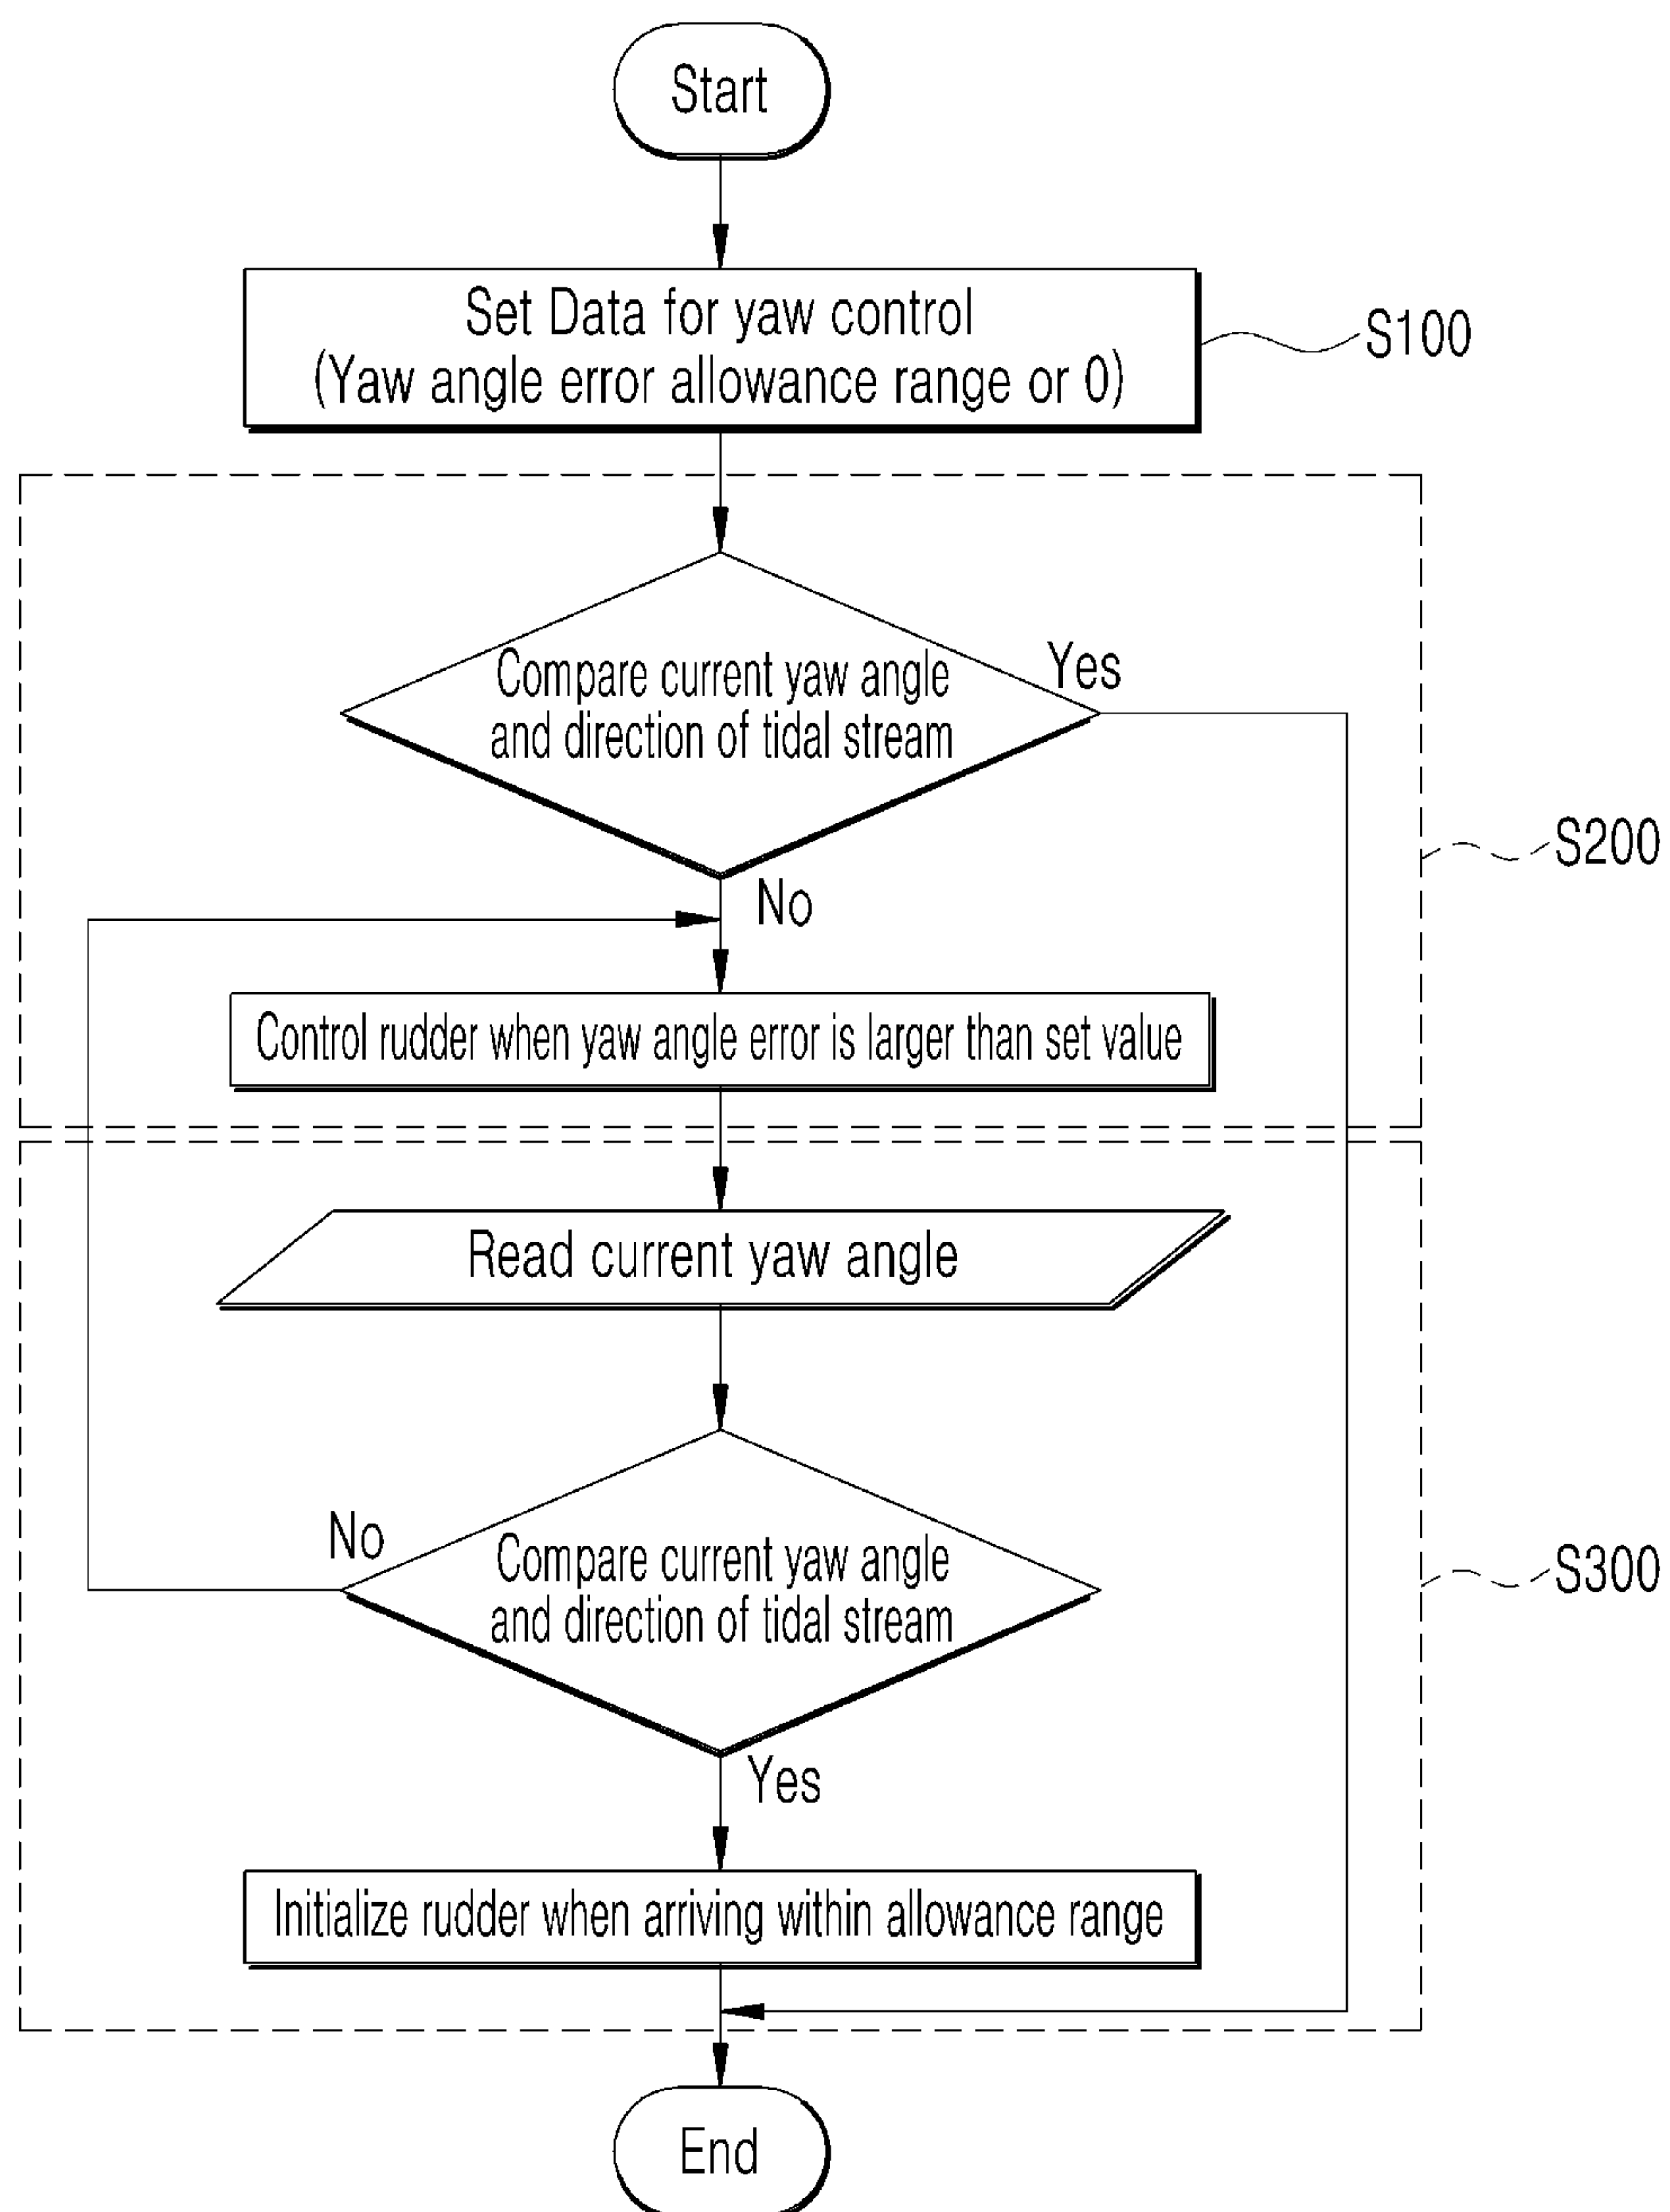 Start
Set Data for yaw control
(Yaw angle error allowance range or 0)
S100
Compare current yaw angle
and direction of tidal stream
Yes
S200
No
Control rudder when yaw angle error is larger than set value
Read current yaw angle
No
Compare current yaw angle
and direction of tidal stream
S300
Yes
Initialize rudder when arriving within allowance range
End